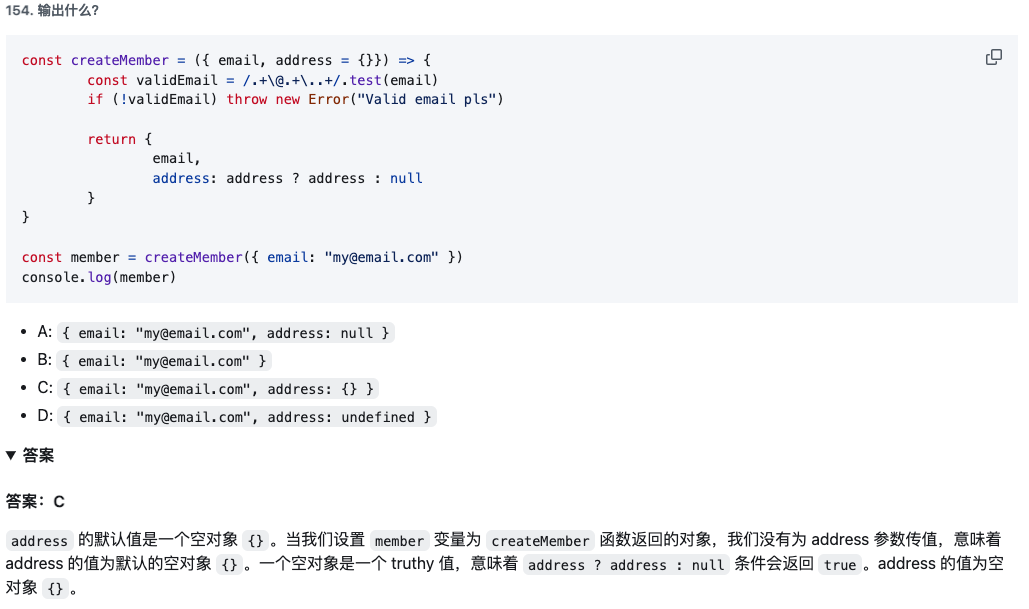 154. 输出什么?
const createMember = ({ email, address = {}}) => {
        const validEmail = /.+\@.+\..+/.test(email)
        if (!validEmail) throw new Error("Valid email pls")

        return {
                email,
                address: address ? address : null
        }
}

const member = createMember({ email: "my@email.com" })
console.log(member)
• A: { email: "my@email.com", address: null }
• B: { email: "my@email.com" }
• C: { email: "my@email.com", address: {} }
• D: { email: "my@email.com", address: undefined }
▼ 答案
答案：C
address 的默认值是一个空对象 {} 。当我们设置 member 变量为 createMember 函数返回的对象，我们没有为 address 参数传值，意味着
address 的值为默认的空对象 {} 。一个空对象是一个 truthy 值，意味着 address ? address : null 条件会返回 true 。address 的值为空
对象 {} 。